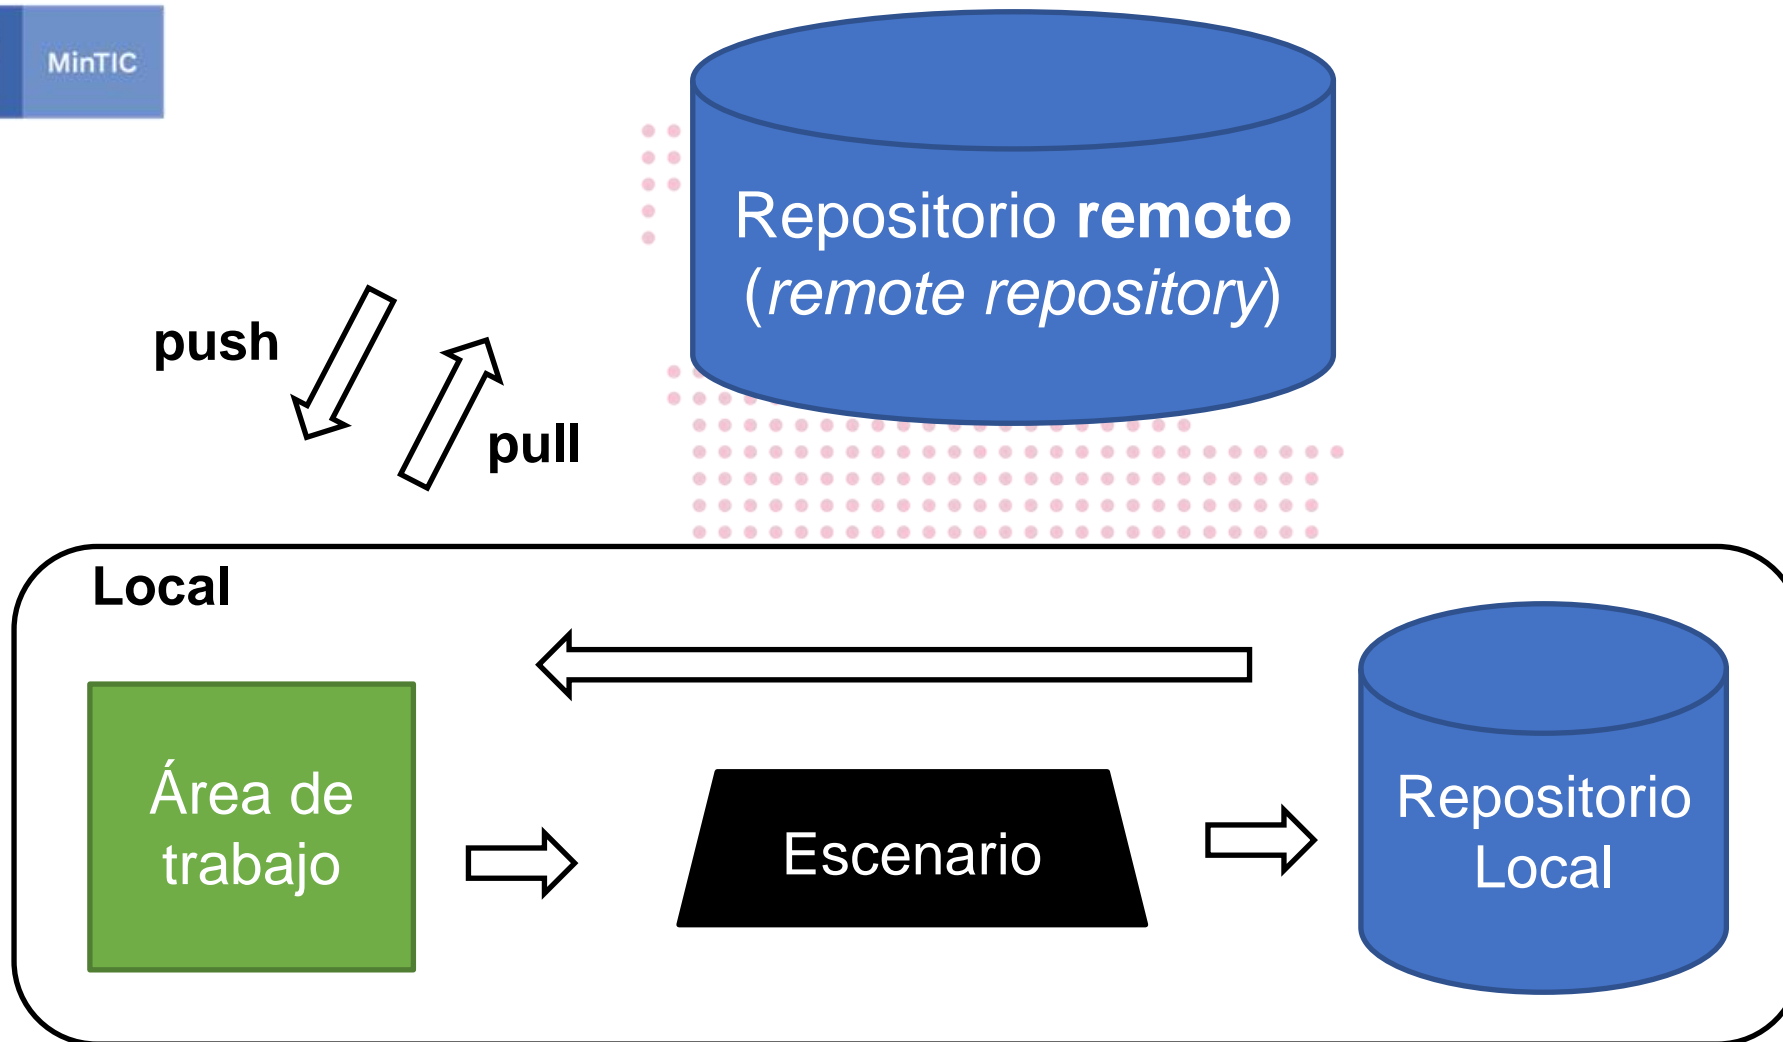 MinTIC
Repositorio remoto
(remote repository)
push
pull
Local
Área de
trabajo
Escenario
Repositorio
Local